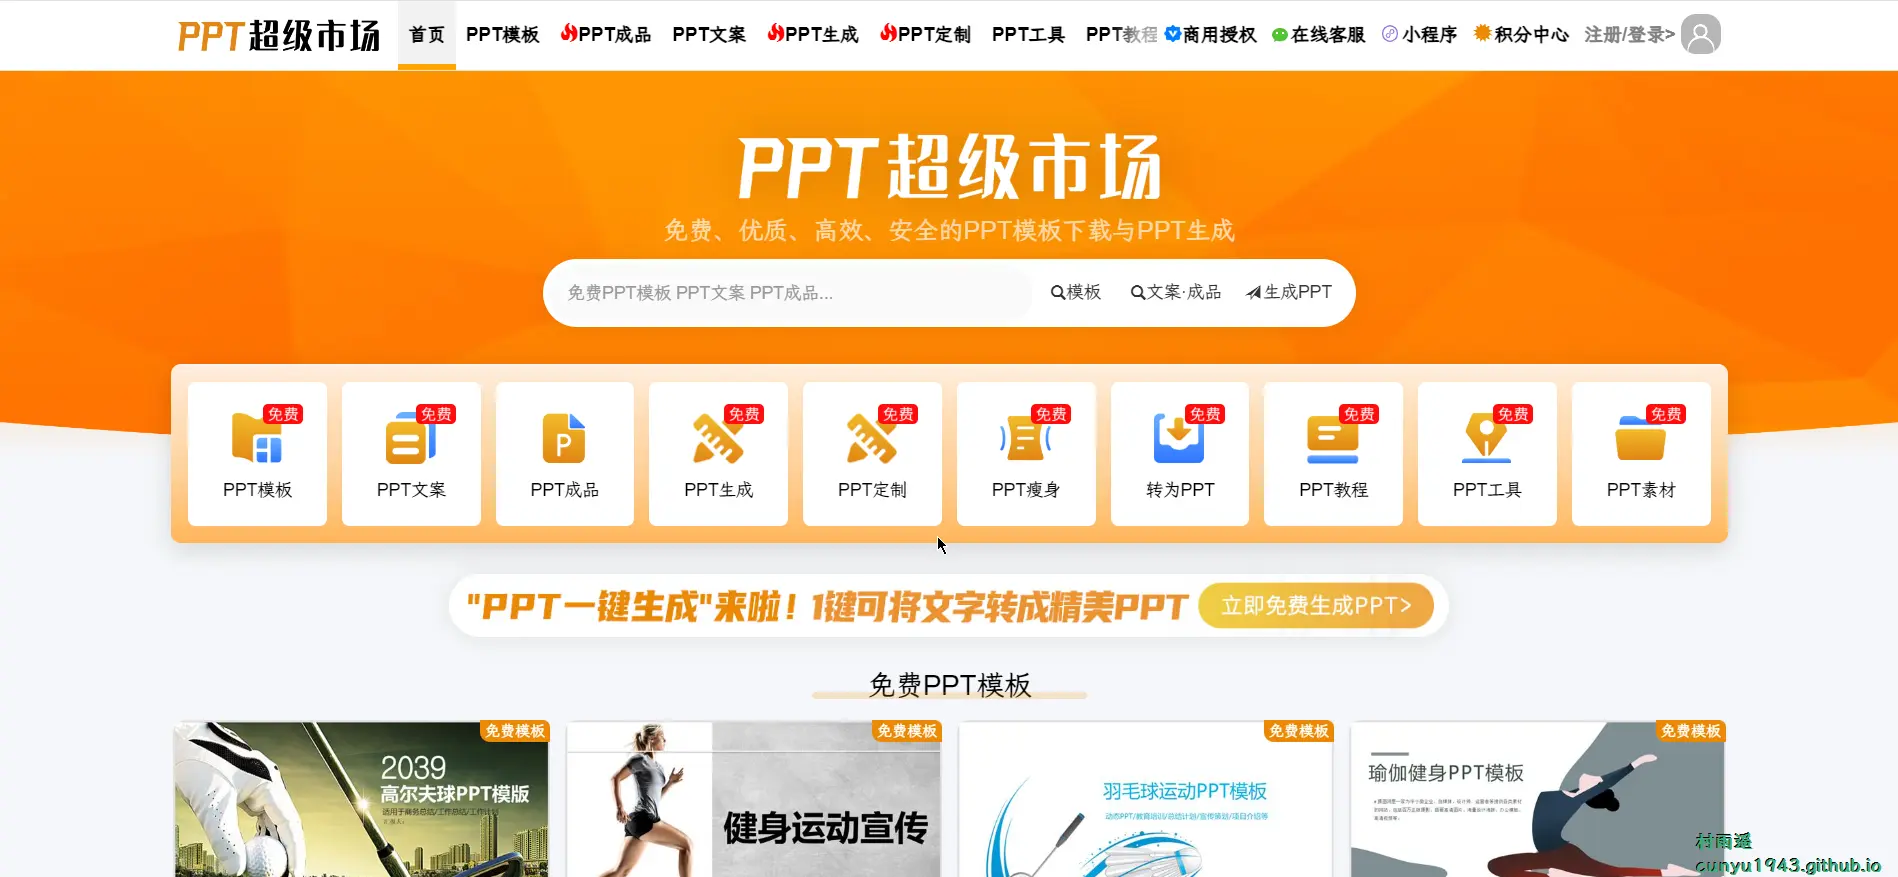 PPT超级市场
首页 PPT模板 PPT成品 PPT文案 PPT生成 PPT定制 PPT工具 PPT教程 商用授权 在线客服 小程序 积分中心 注册/登录>
PPT超级市场
免费、优质、高效、安全的PPT模板下载与PPT生成
免费PPT模板 PPT文案 PPT成品... 模板 文案·成品 生成PPT
免费 免费 免费 免费 免费 免费 免费 免费 免费
PPT模板 PPT文案 PPT成品 PPT生成 PPT定制 PPT瘦身 转为PPT PPT教程 PPT工具 PPT素材
"PPT一键生成"来啦！1键可将文字转成精美PPT 立即免费生成PPT>
免费PPT模板
免费模板 免费模板 免费模板 免费模板
2039
高尔夫球PPT模版
适用于商务总结/工作总结/工作计划
健身运动宣传
羽毛球运动PPT模板
动态PPT/教育培训/总结计划/宣传策划/项目介绍等
瑜伽健身PPT模板
村雨遥
cunyu1943.github.io